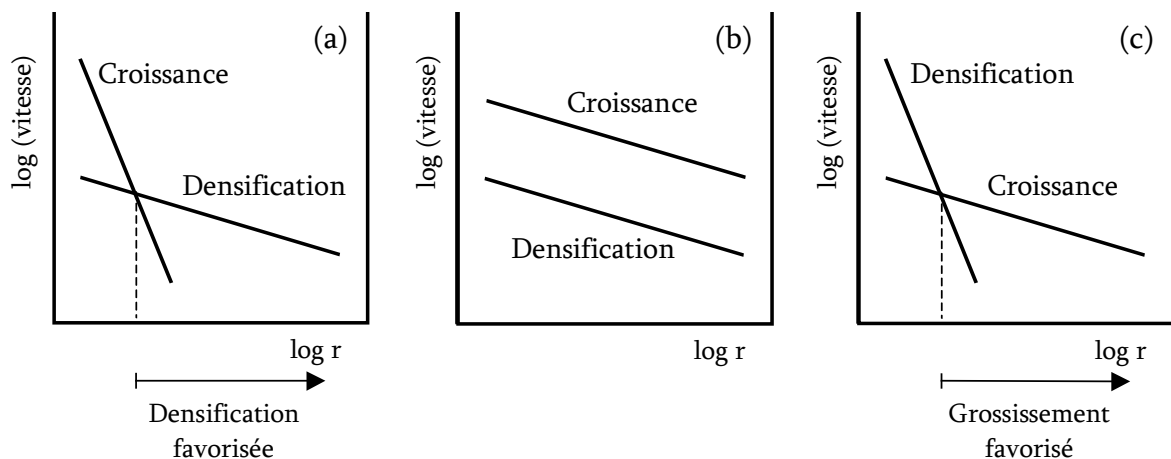 (a)
log (vitesse)
Croissance
Densification
log r
Densification
favorisée
(b)
log (vitesse)
Croissance
Densification
log r
(c)
log (vitesse)
Densification
Croissance
log r
Grossissement
favorisé